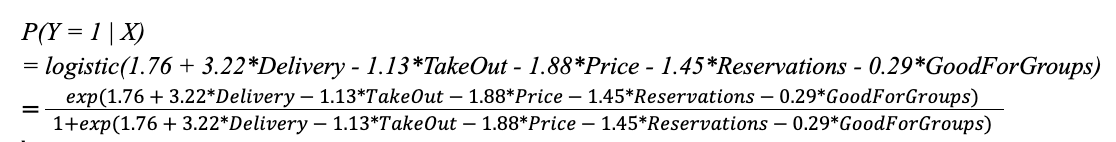 P(Y = 1 | X)
= logistic(1.76 + 3.22*Delivery - 1.13*TakeOut - 1.88*Price - 1.45*Reservations - 0.29*GoodForGroups)
= exp(1.76 + 3.22*Delivery − 1.13*TakeOut − 1.88*Price − 1.45*Reservations − 0.29*GoodForGroups)
1+exp(1.76 + 3.22*Delivery − 1.13*TakeOut − 1.88*Price − 1.45*Reservations − 0.29*GoodForGroups)